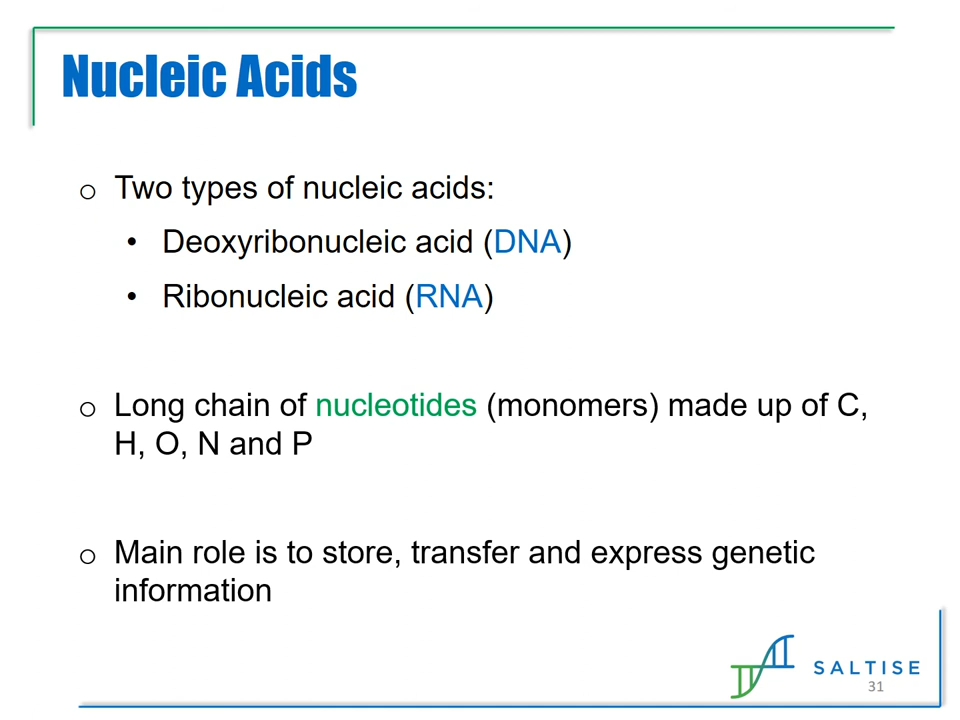 Nucleic Acids
o Two types of nucleic acids:
• Deoxyribonucleic acid (DNA)
• Ribonucleic acid (RNA)
o Long chain of nucleotides (monomers) made up of C,
H, O, N and P
o Main role is to store, transfer and express genetic
information
SALTISE
31